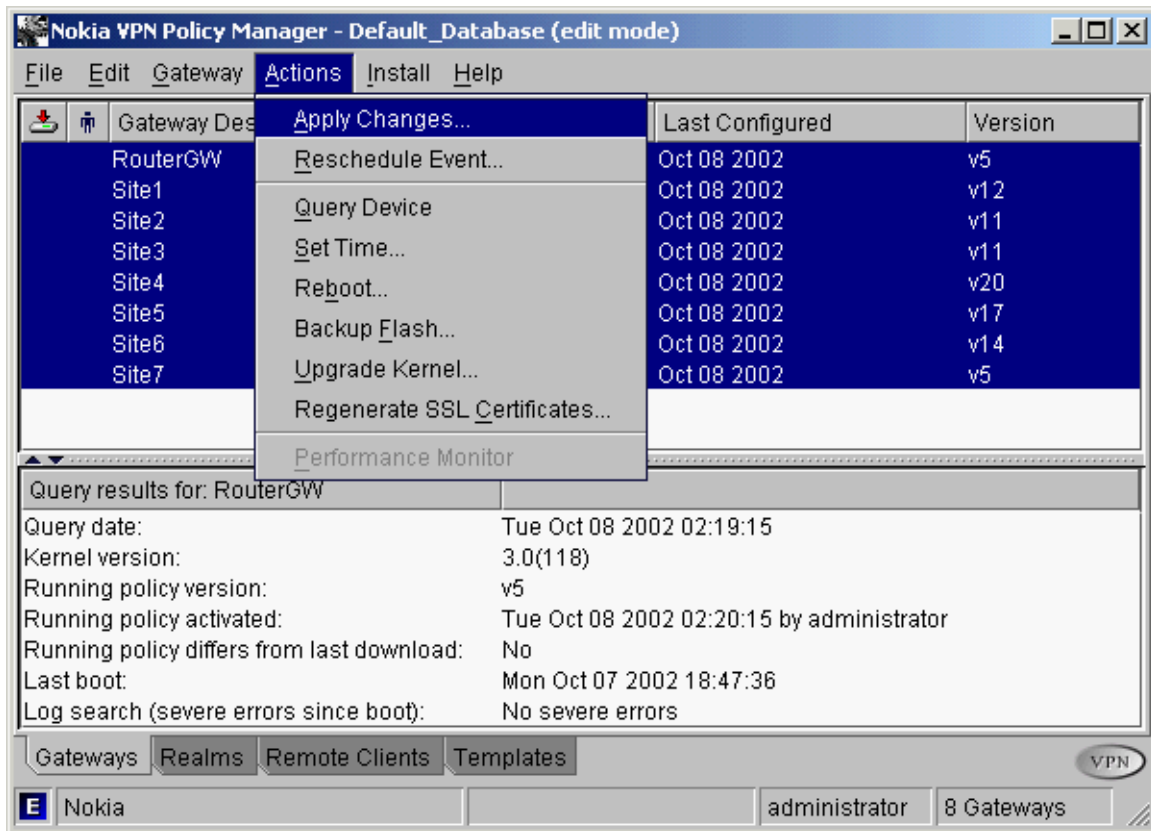 Nokia VPN Policy Manager - Default_Database (edit mode)
File Edit Gateway Actions Install Help
Gateway Des Last Configured Version
Apply Changes...
Reschedule Event...
Query Device
Set Time...
Reboot...
Backup Flash...
Upgrade Kernel...
Regenerate SSL Certificates...
Performance Monitor
RouterGW Oct 08 2002 v5
Site1 Oct 08 2002 v12
Site2 Oct 08 2002 v11
Site3 Oct 08 2002 v11
Site4 Oct 08 2002 v20
Site5 Oct 08 2002 v17
Site6 Oct 08 2002 v14
Site7 Oct 08 2002 v5
Query results for: RouterGW
Query date: Tue Oct 08 2002 02:19:15
Kernel version: 3.0(118)
Running policy version: v5
Running policy activated: Tue Oct 08 2002 02:20:15 by administrator
Running policy differs from last download: No
Last boot: Mon Oct 07 2002 18:47:36
Log search (severe errors since boot): No severe errors
Gateways Realms Remote Clients Templates VPN
E Nokia administrator 8 Gateways